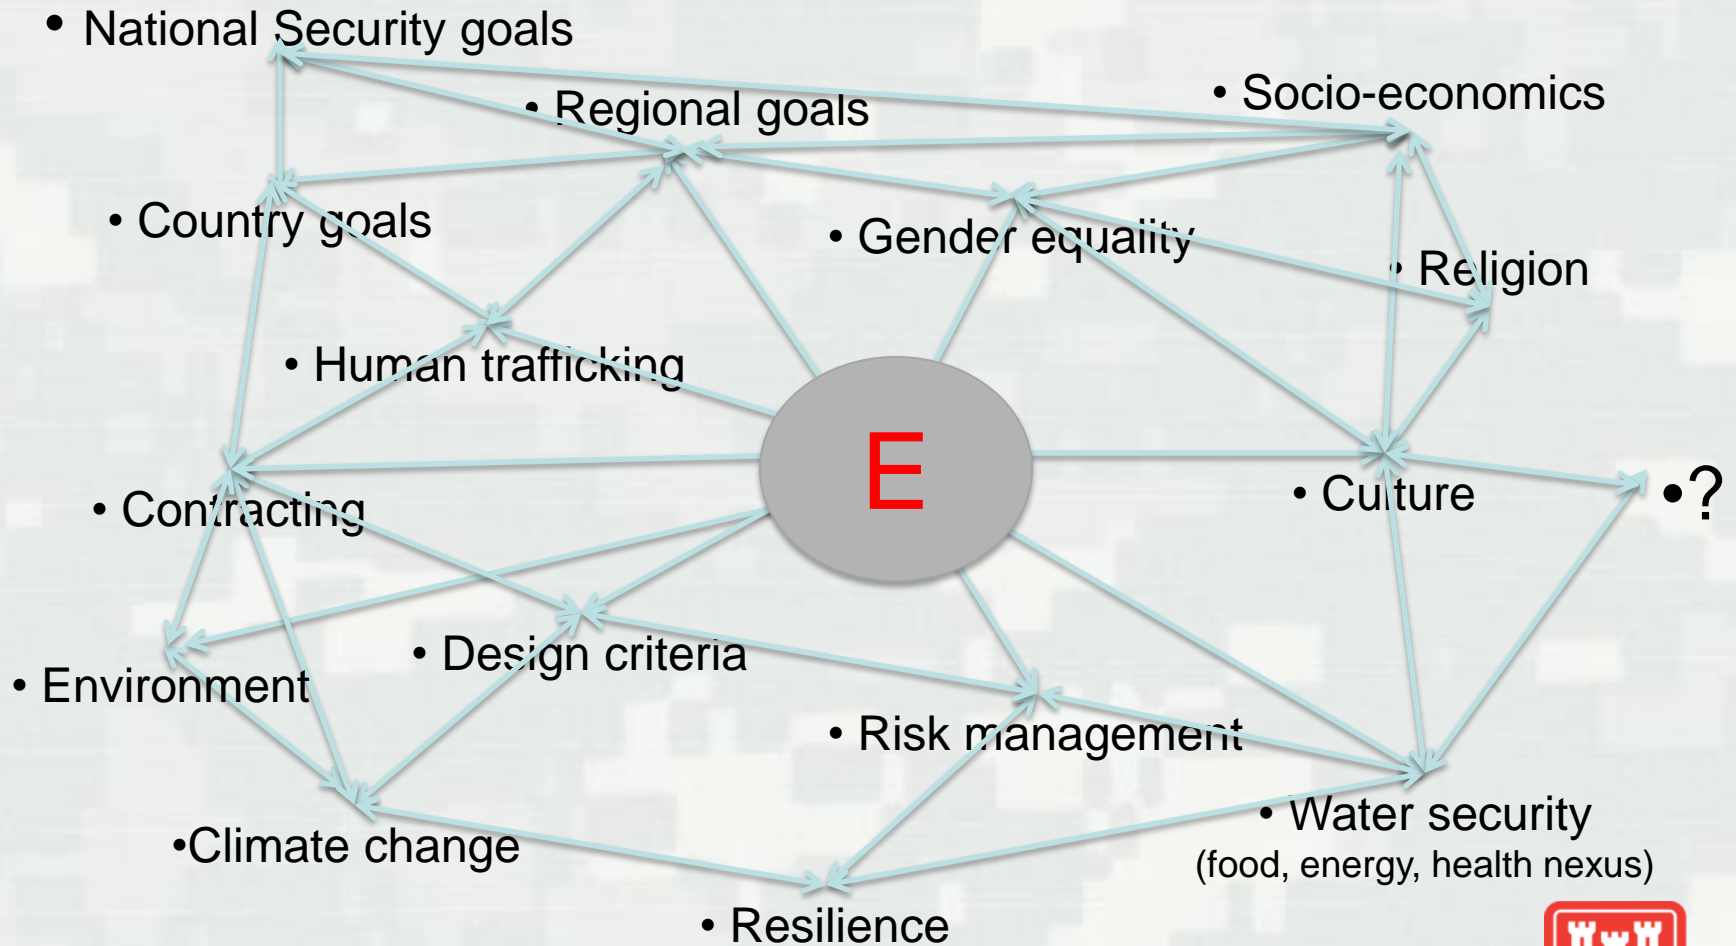 • National Security goals
• Regional goals
• Socio-economics
• Country goals
• Gender equality
• Religion
• Human trafficking
E
• Contracting
• Culture
•?
• Environment
• Design criteria
• Risk management
•Climate change
• Water security
(food, energy, health nexus)
• Resilience